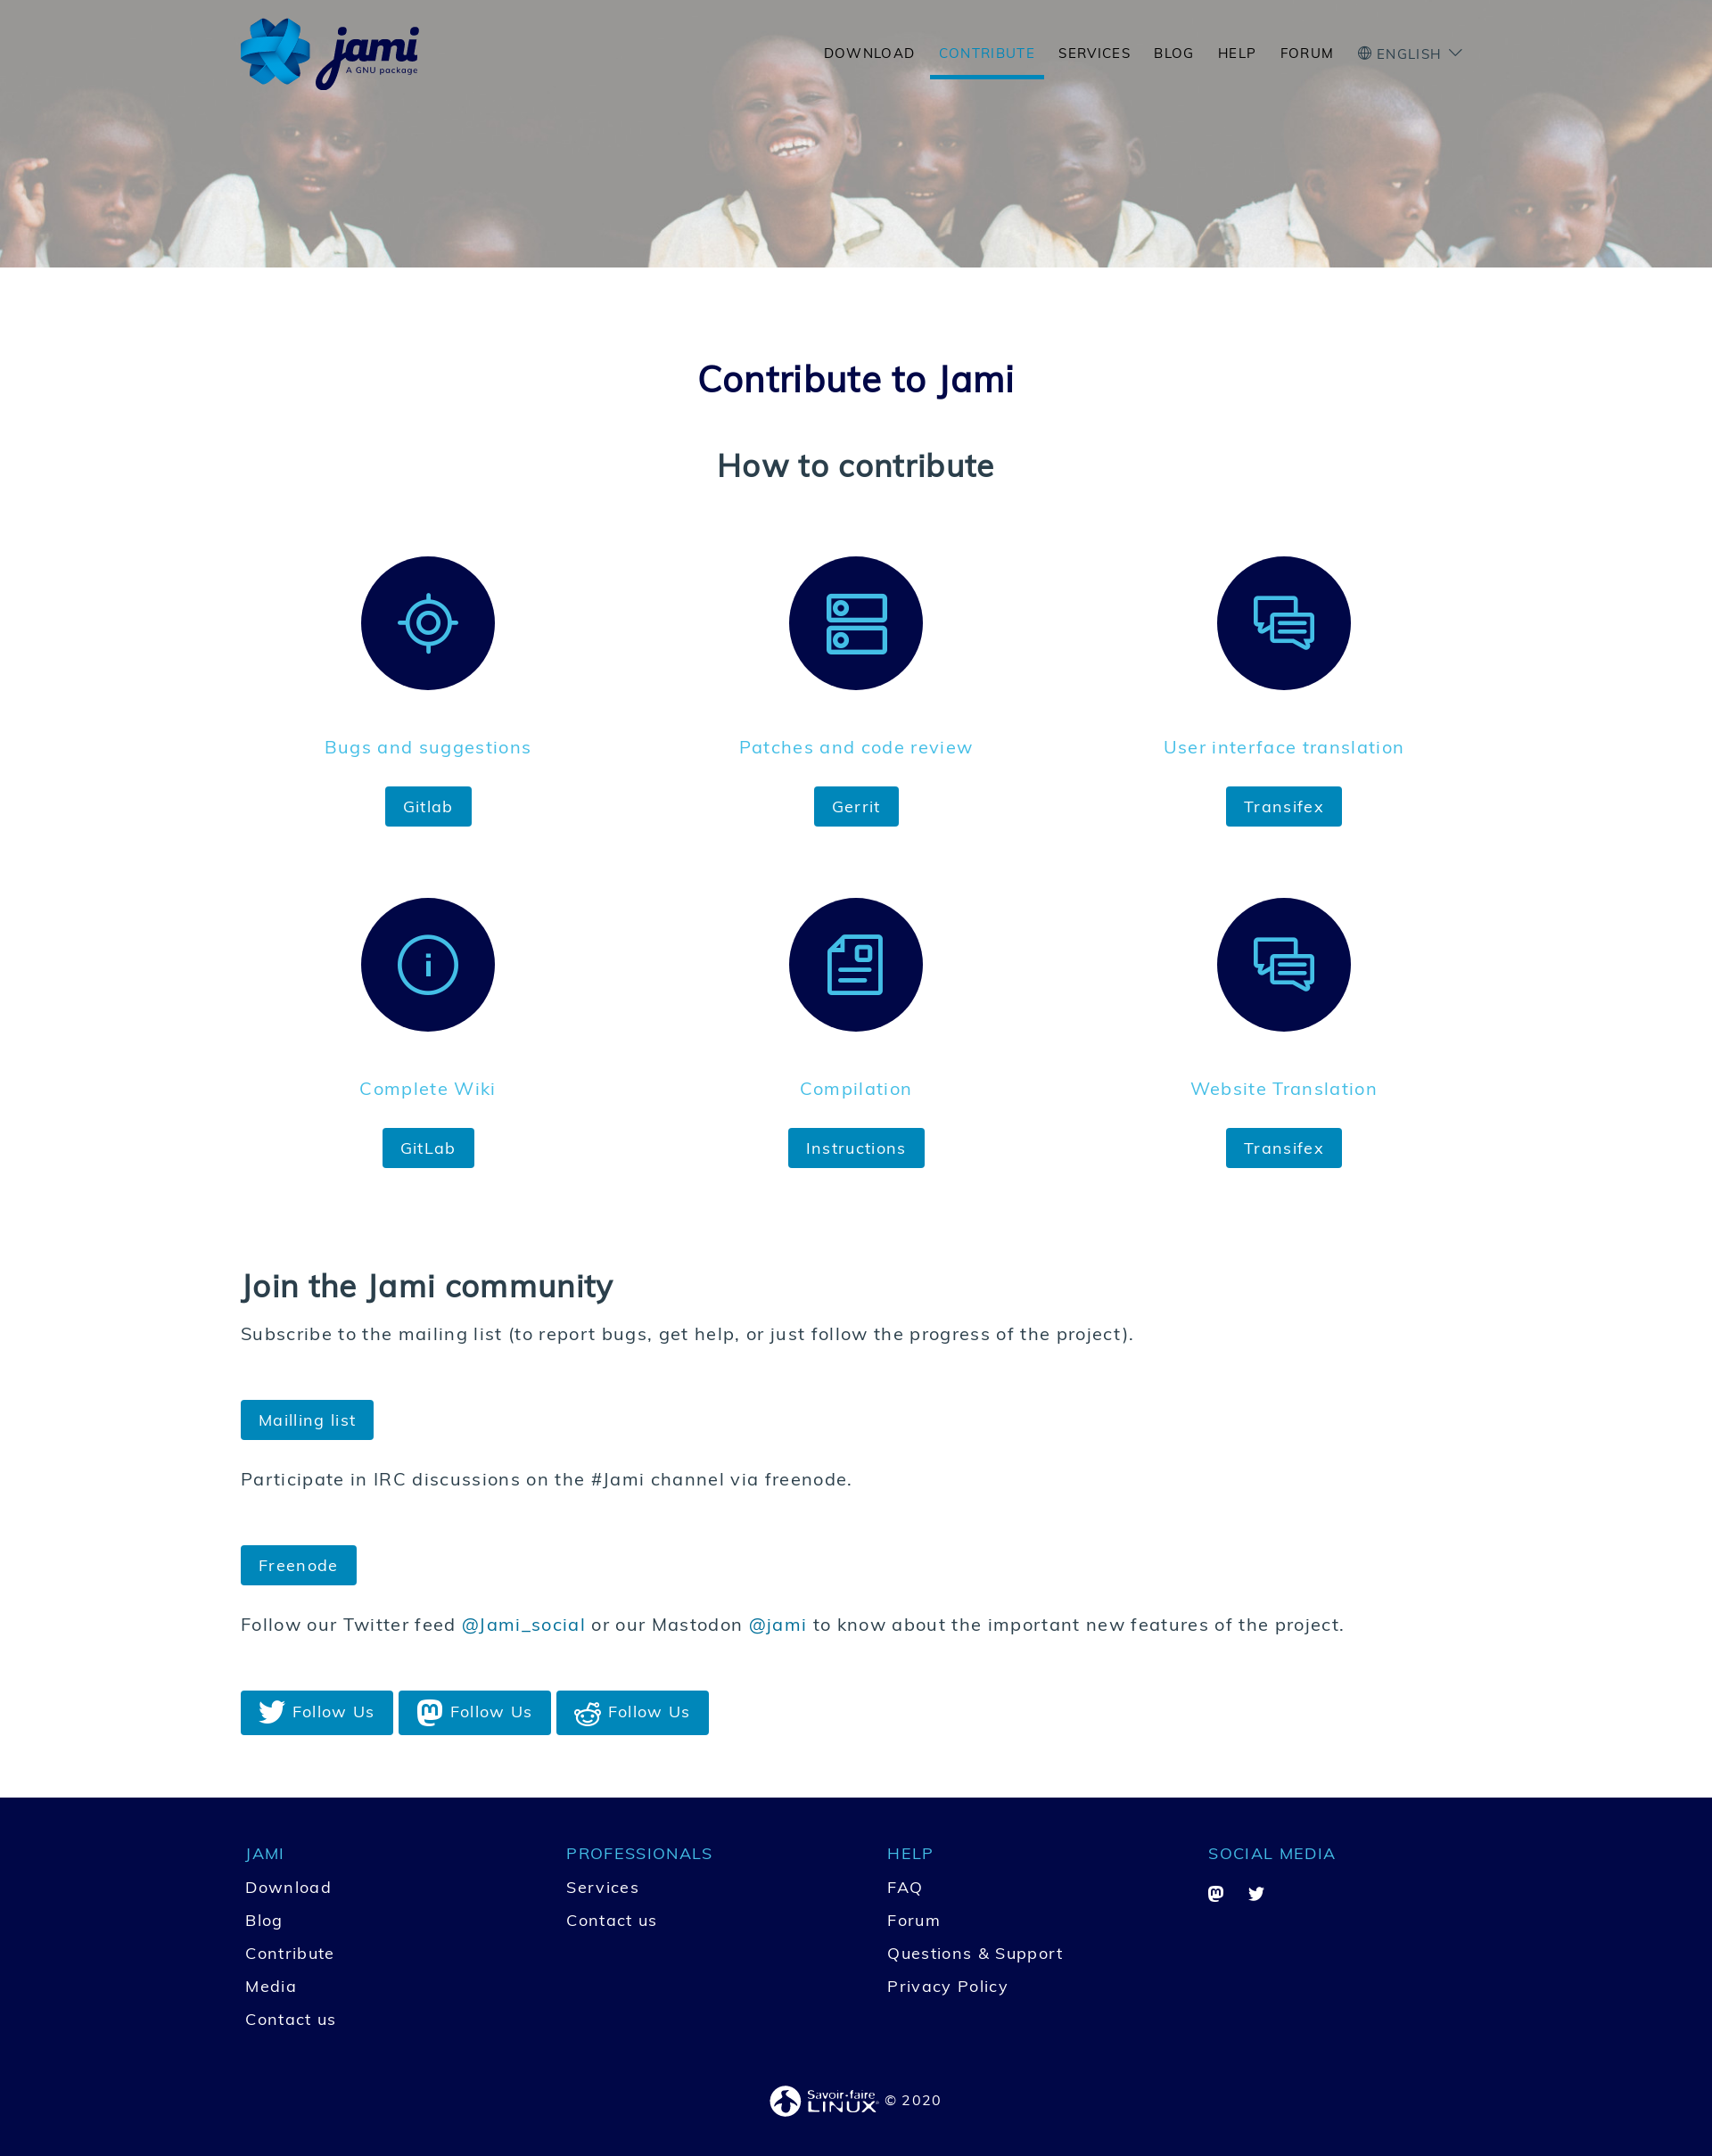 jami
A GNU package
DOWNLOAD CONTRIBUTE SERVICES BLOG HELP FORUM ENGLISH
Contribute to Jami
How to contribute
Bugs and suggestions
Gitlab
Patches and code review
Gerrit
User interface translation
Transifex
Complete Wiki
GitLab
Compilation
Instructions
Website Translation
Transifex
Join the Jami community
Subscribe to the mailing list (to report bugs, get help, or just follow the progress of the project).
Mailling list
Participate in IRC discussions on the #Jami channel via freenode.
Freenode
Follow our Twitter feed @Jami_social or our Mastodon @jami to know about the important new features of the project.
Follow Us
Follow Us
Follow Us
JAMI
Download
Blog
Contribute
Media
Contact us
PROFESSIONALS
Services
Contact us
HELP
FAQ
Forum
Questions & Support
Privacy Policy
SOCIAL MEDIA
Savoir-faire
LINUX
© 2020